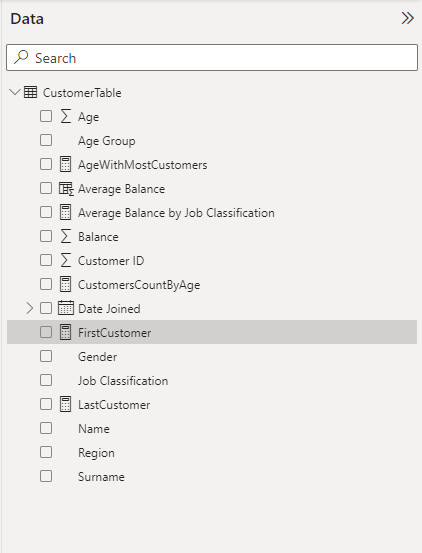 Data
Search
CustomerTable
Age
Age Group
AgeWithMostCustomers
Average Balance
Average Balance by Job Classification
Balance
Customer ID
CustomersCountByAge
Date Joined
FirstCustomer
Gender
Job Classification
LastCustomer
Name
Region
Surname